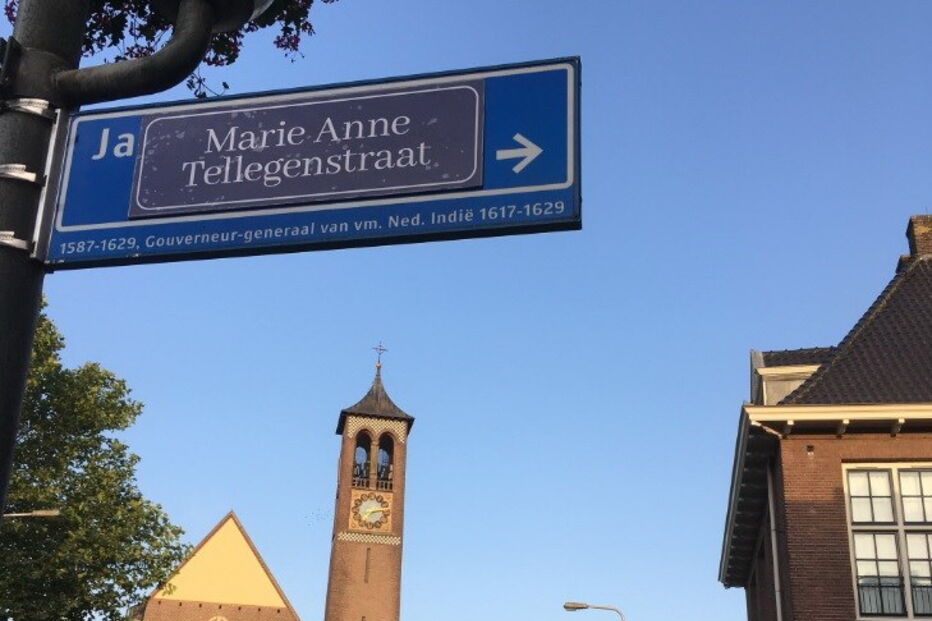 Ja
Marie Anne
Tellegenstraat
1587-1629, Gouverneur-generaal van vm. Ned. Indië 1617-1629